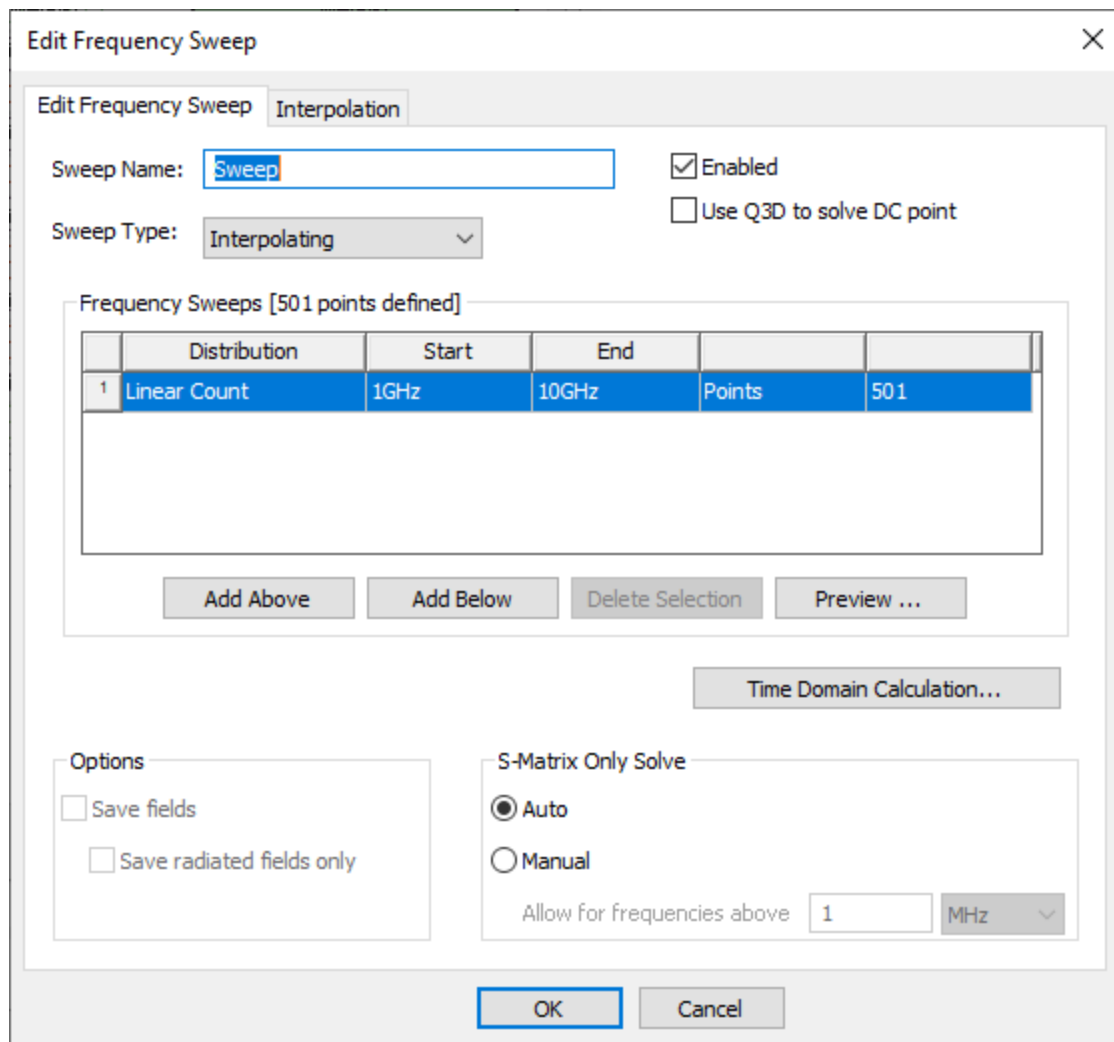 Edit Frequency Sweep
Edit Frequency Sweep Interpolation
Sweep Name: Sweep
Enabled
Use Q3D to solve DC point
Sweep Type: Interpolating
Frequency Sweeps [501 points defined]
Distribution Start End
1 Linear Count 1GHz 10GHz Points 501
Add Above Add Below Delete Selection Preview ...
Time Domain Calculation...
Options
Save fields
Save radiated fields only
S-Matrix Only Solve
Auto
Manual
Allow for frequencies above 1 MHz
OK Cancel